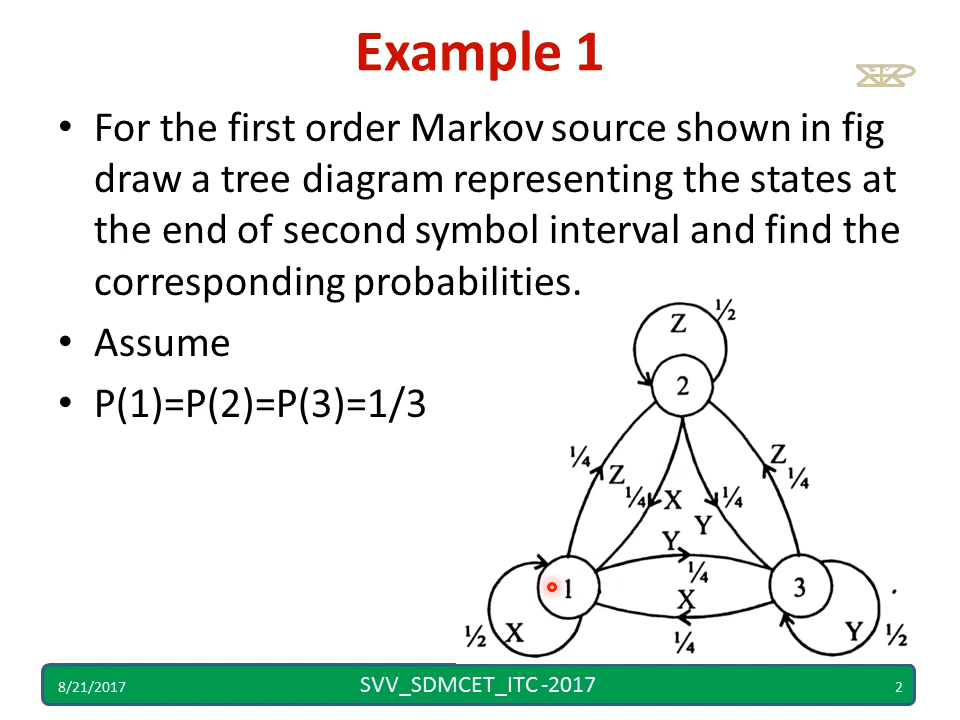 Example 1
• For the first order Markov source shown in fig
draw a tree diagram representing the states at
the end of second symbol interval and find the
corresponding probabilities.
• Assume
• P(1)=P(2)=P(3)=1/3
Z ½
2
¼ Z
Z ¼
¼ X
¼
Y
Y
¼
1
3
X
¼
½ X
Y ½
8/21/2017
SVV_SDMCET_ITC -2017
2